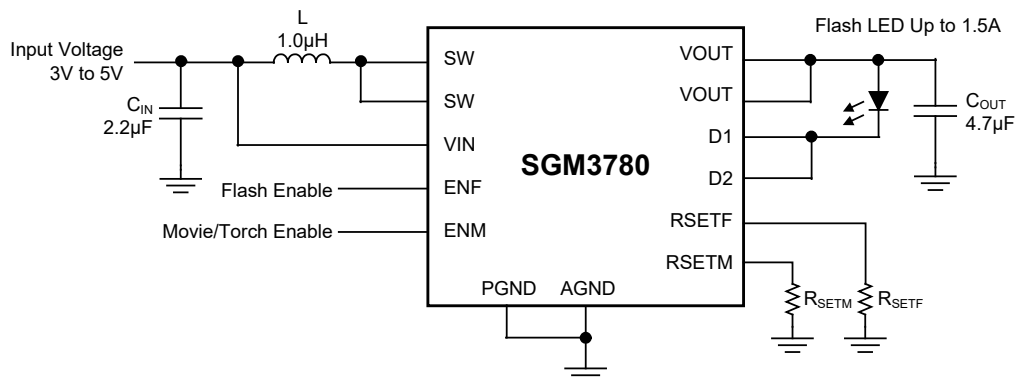 L
1.0µH
Input Voltage
3V to 5V
C_IN
2.2µF
Flash Enable
Movie/Torch Enable
SW
SW
VIN
ENF
ENM
SGM3780
PGND AGND
VOUT
VOUT
D1
D2
RSETF
RSETM
Flash LED Up to 1.5A
C_OUT
4.7µF
R_SETM R_SETF